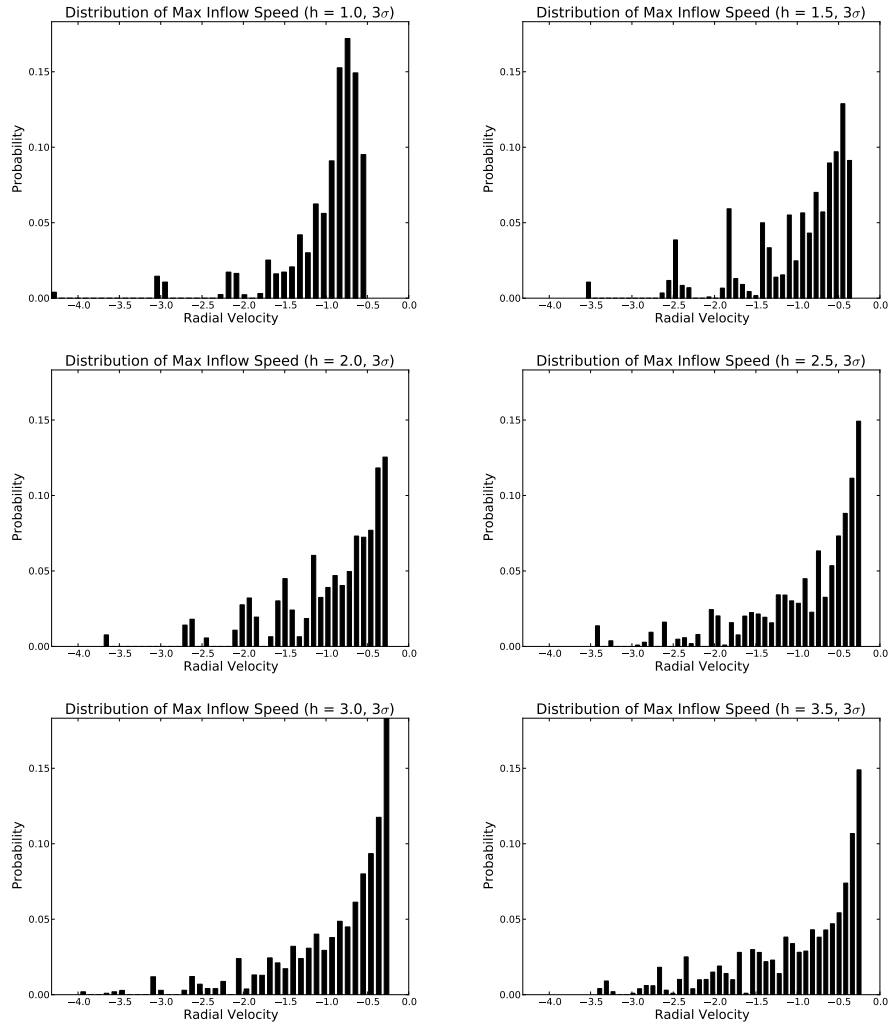 Distribution of Max Inflow Speed (h = 1.0, 3σ)
0.15
0.10
0.05
0.00
Probability
−4.0 −3.5 −3.0 −2.5 −2.0 −1.5 −1.0 −0.5 0.0
Radial Velocity
Distribution of Max Inflow Speed (h = 1.5, 3σ)
0.15
0.10
0.05
0.00
Probability
−4.0 −3.5 −3.0 −2.5 −2.0 −1.5 −1.0 −0.5 0.0
Radial Velocity
Distribution of Max Inflow Speed (h = 2.0, 3σ)
0.15
0.10
0.05
0.00
Probability
−4.0 −3.5 −3.0 −2.5 −2.0 −1.5 −1.0 −0.5 0.0
Radial Velocity
Distribution of Max Inflow Speed (h = 2.5, 3σ)
0.15
0.10
0.05
0.00
Probability
−4.0 −3.5 −3.0 −2.5 −2.0 −1.5 −1.0 −0.5 0.0
Radial Velocity
Distribution of Max Inflow Speed (h = 3.0, 3σ)
0.15
0.10
0.05
0.00
Probability
−4.0 −3.5 −3.0 −2.5 −2.0 −1.5 −1.0 −0.5 0.0
Radial Velocity
Distribution of Max Inflow Speed (h = 3.5, 3σ)
0.15
0.10
0.05
0.00
Probability
−4.0 −3.5 −3.0 −2.5 −2.0 −1.5 −1.0 −0.5 0.0
Radial Velocity